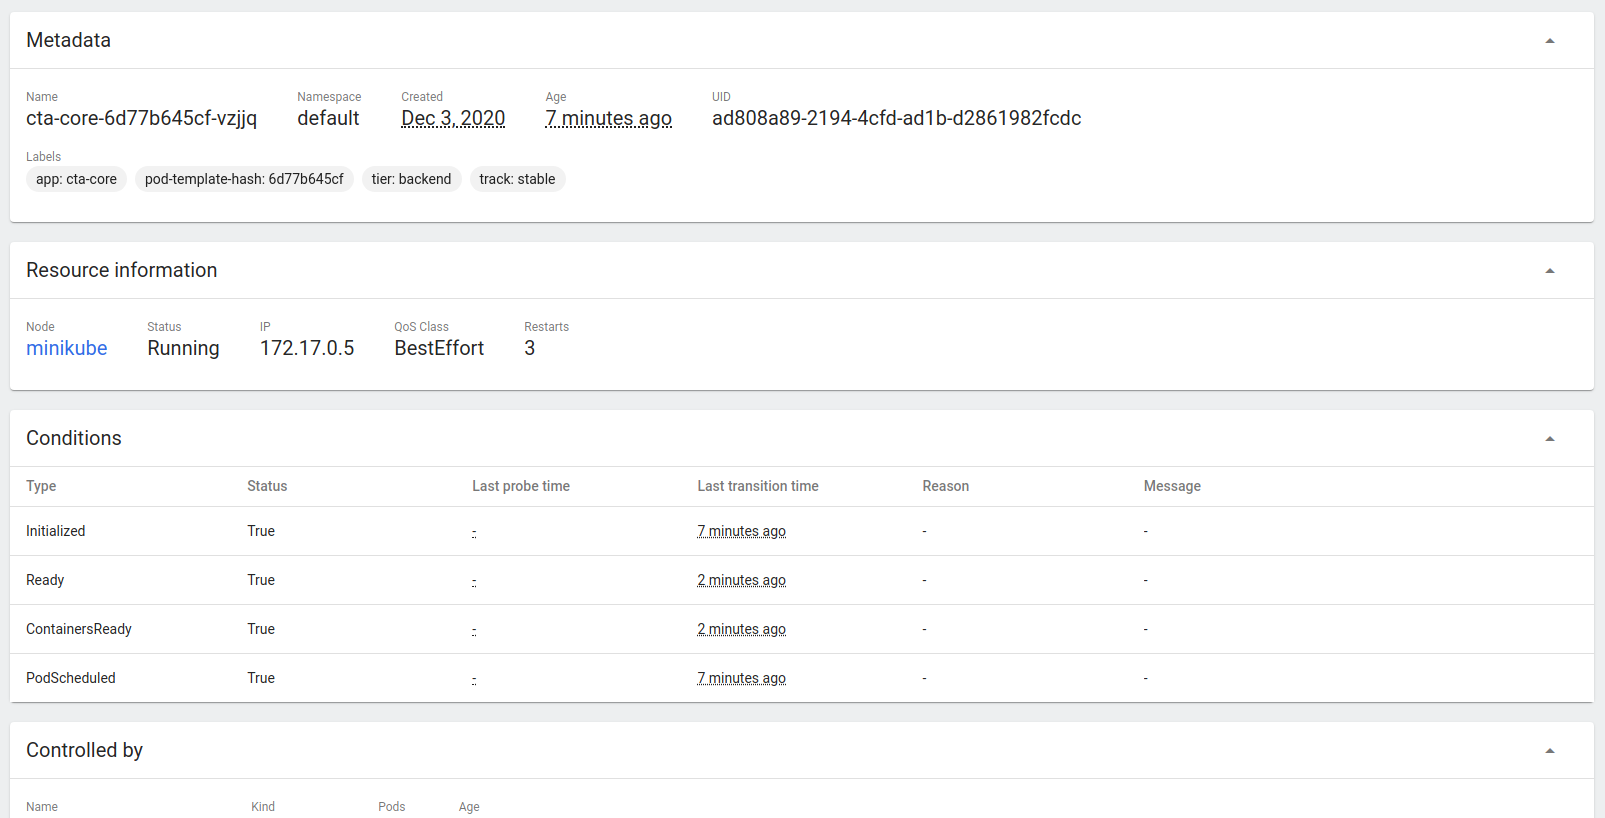 Metadata
Name Namespace Created Age UID
cta-core-6d77b645cf-vzjjq default Dec 3, 2020 7 minutes ago ad808a89-2194-4cfd-ad1b-d2861982fcdc
Labels
app: cta-core pod-template-hash: 6d77b645cf tier: backend track: stable
Resource information
Node Status IP QoS Class Restarts
minikube Running 172.17.0.5 BestEffort 3
Conditions
Type Status Last probe time Last transition time Reason Message
Initialized True - 7 minutes ago - -
Ready True - 2 minutes ago - -
ContainersReady True - 2 minutes ago - -
PodScheduled True - 7 minutes ago - -
Controlled by
Name Kind Pods Age